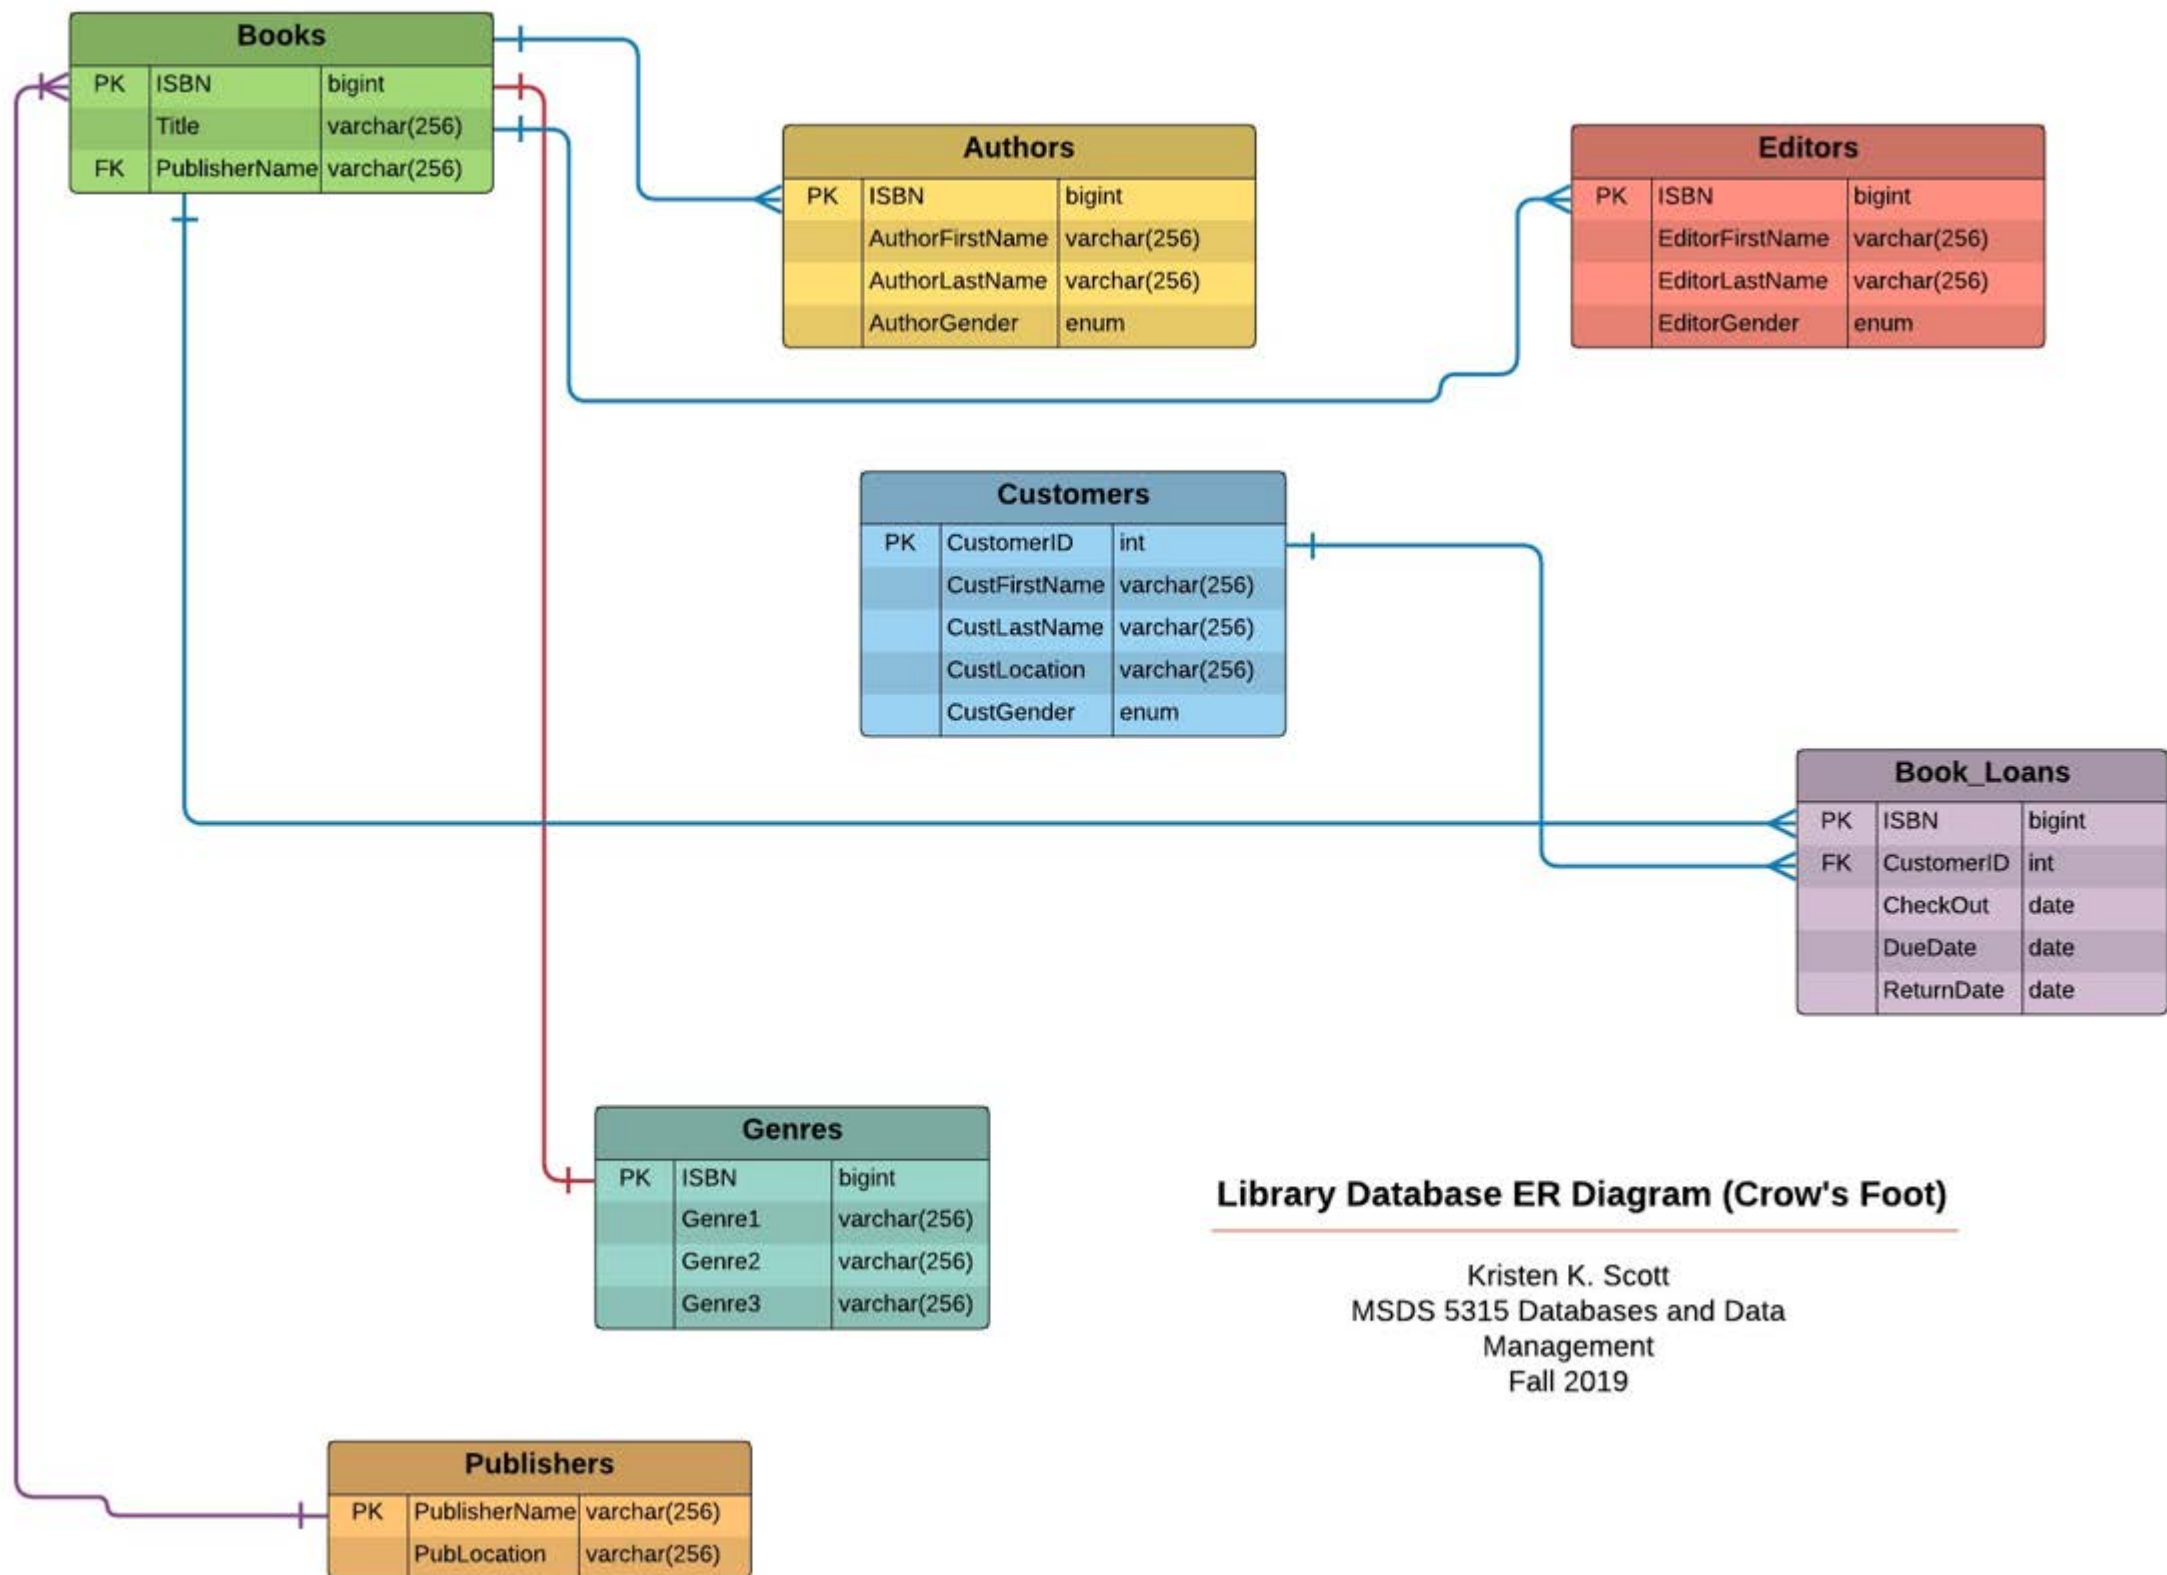 Books
PK ISBN bigint
Title varchar(256)
FK PublisherName varchar(256)
Authors
PK ISBN bigint
AuthorFirstName varchar(256)
AuthorLastName varchar(256)
AuthorGender enum
Editors
PK ISBN bigint
EditorFirstName varchar(256)
EditorLastName varchar(256)
EditorGender enum
Customers
PK CustomerID int
CustFirstName varchar(256)
CustLastName varchar(256)
CustLocation varchar(256)
CustGender enum
Book_Loans
PK ISBN bigint
FK CustomerID int
CheckOut date
DueDate date
ReturnDate date
Genres
PK ISBN bigint
Genre1 varchar(256)
Genre2 varchar(256)
Genre3 varchar(256)
Library Database ER Diagram (Crow's Foot)
Kristen K. Scott
MSDS 5315 Databases and Data
Management
Fall 2019
Publishers
PK PublisherName varchar(256)
PubLocation varchar(256)